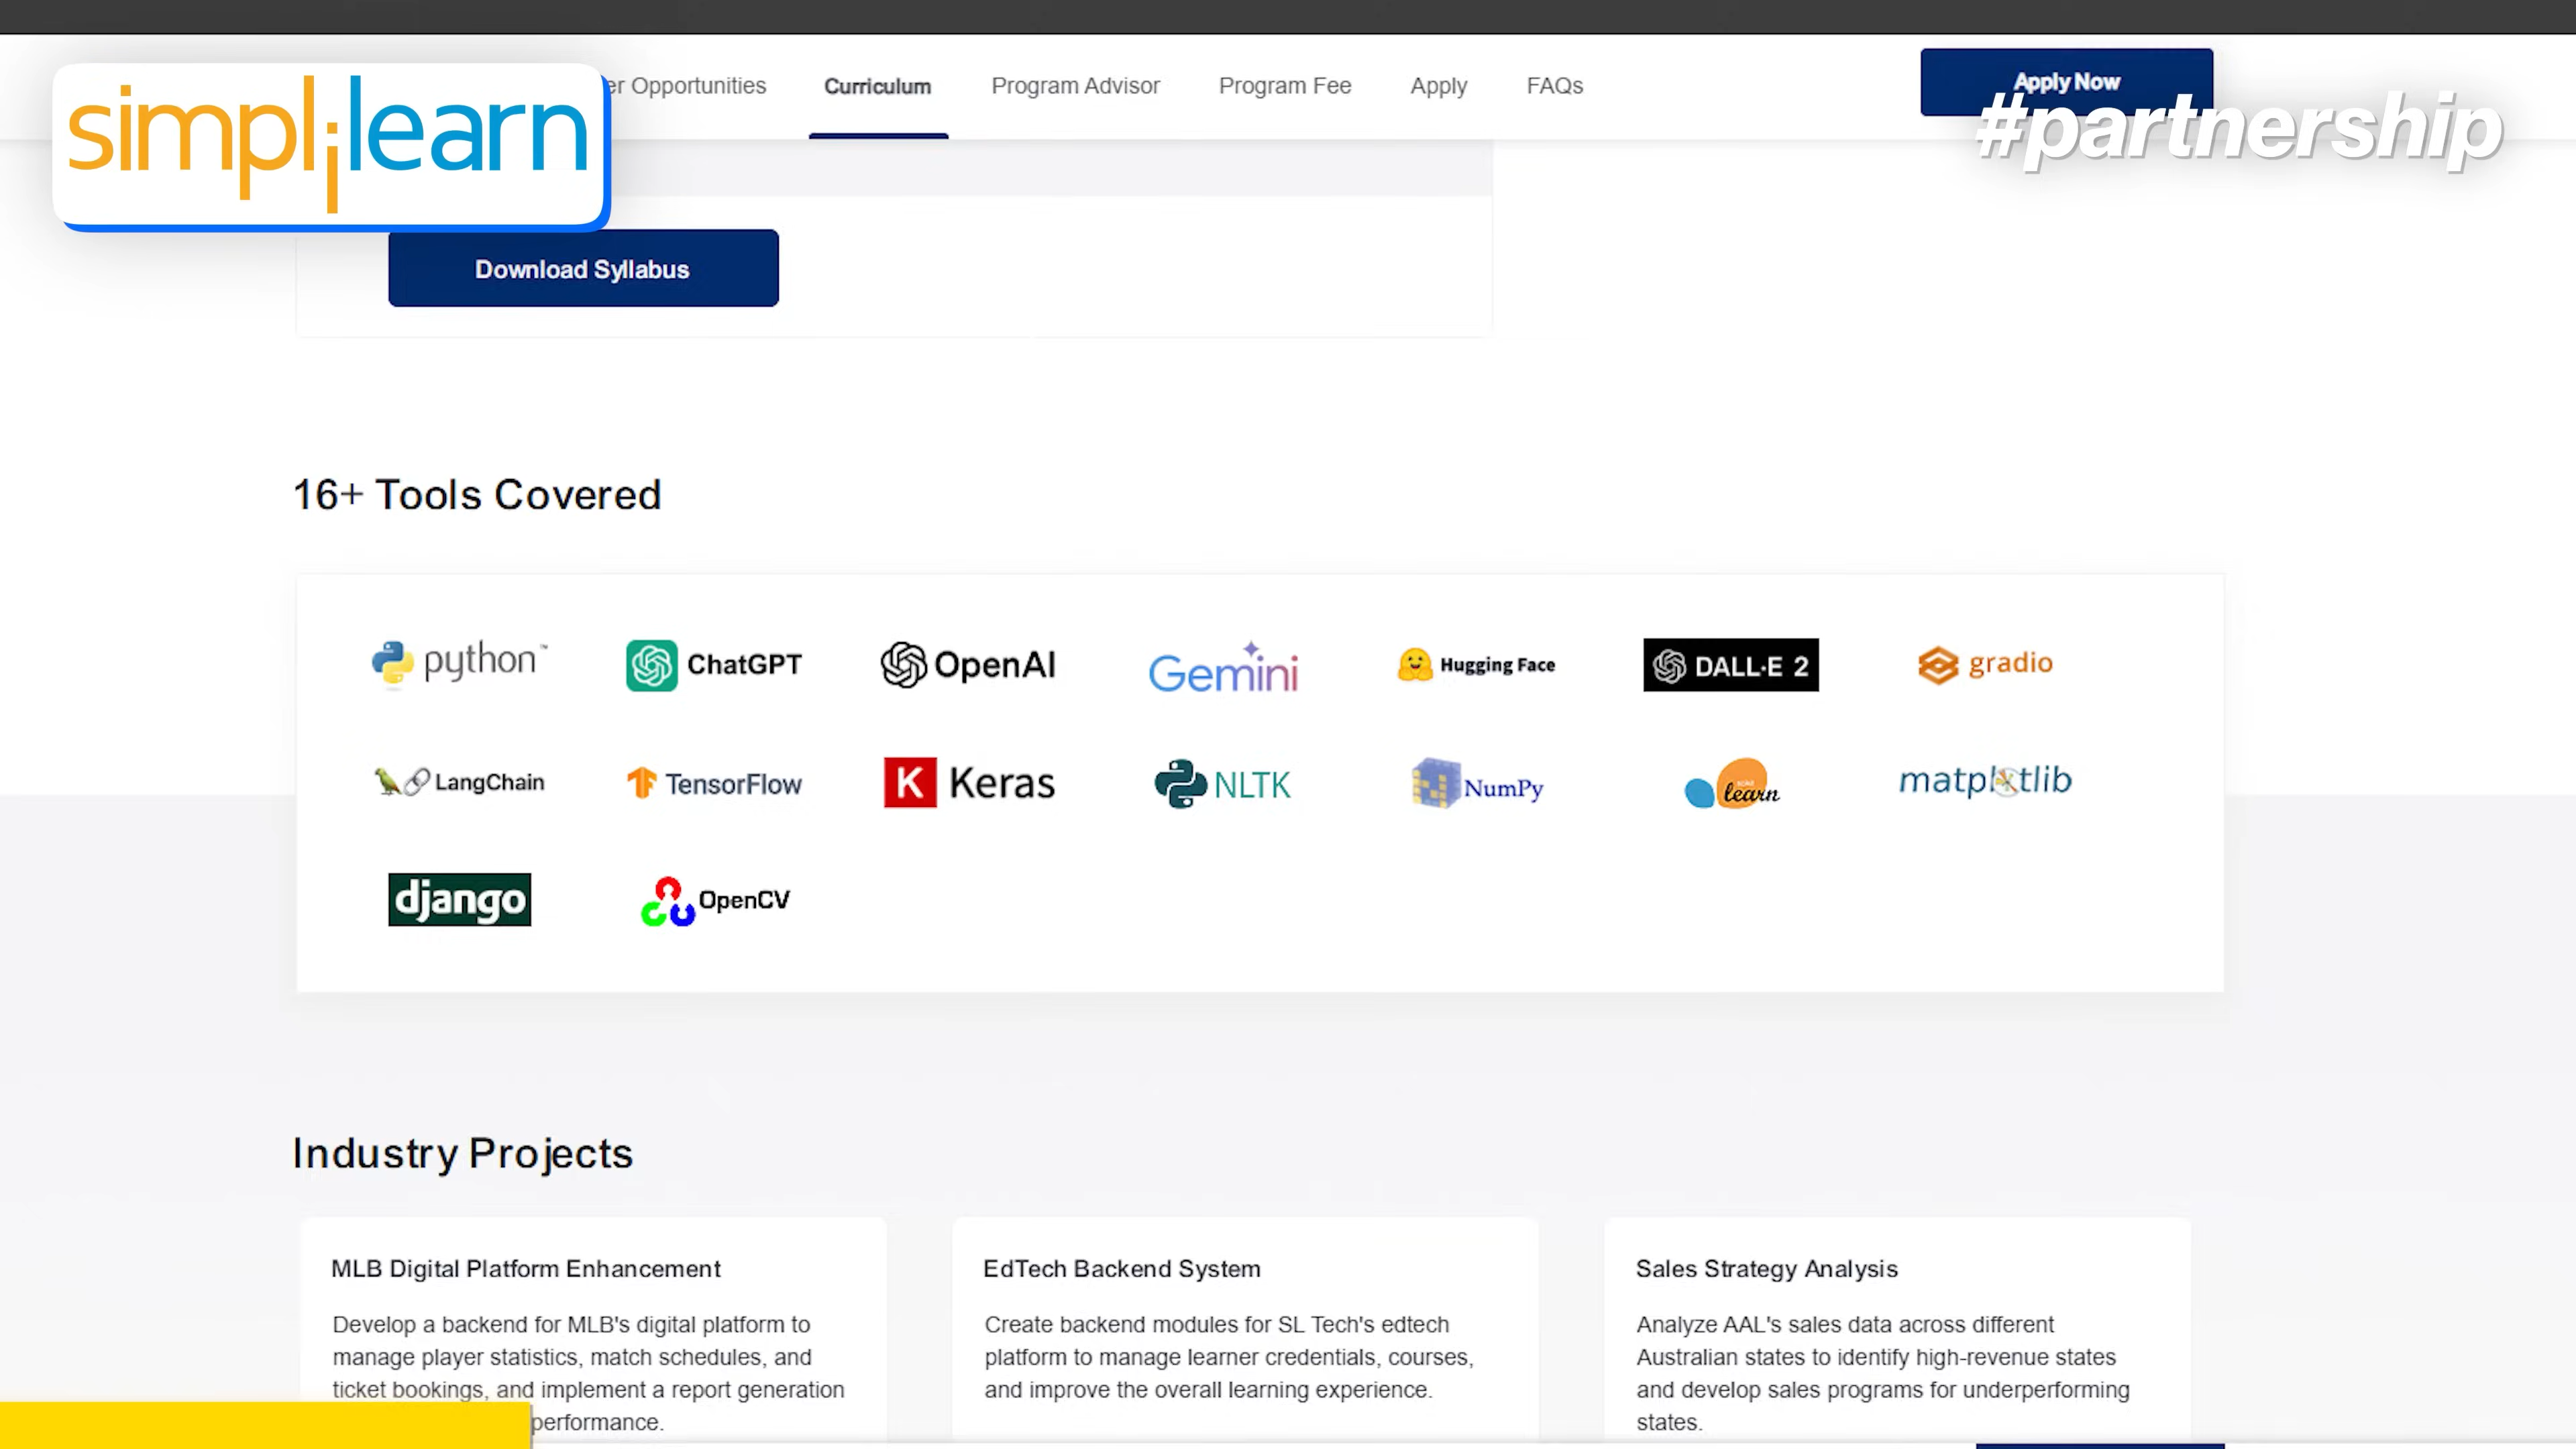 simplilearn
er Opportunities
Curriculum
Program Advisor
Program Fee
Apply
FAQs
Apply Now
#partnership
Download Syllabus
16+ Tools Covered
python™
ChatGPT
OpenAI
Gemini
Hugging Face
DALL·E 2
gradio
LangChain
TensorFlow
K Keras
NLTK
NumPy
learn
matplotlib
django
OpenCV
Industry Projects
MLB Digital Platform Enhancement
Develop a backend for MLB's digital platform to
manage player statistics, match schedules, and
ticket bookings, and implement a report generation
performance.
EdTech Backend System
Create backend modules for SL Tech's edtech
platform to manage learner credentials, courses,
and improve the overall learning experience.
Sales Strategy Analysis
Analyze AAL's sales data across different
Australian states to identify high-revenue states
and develop sales programs for underperforming
states.